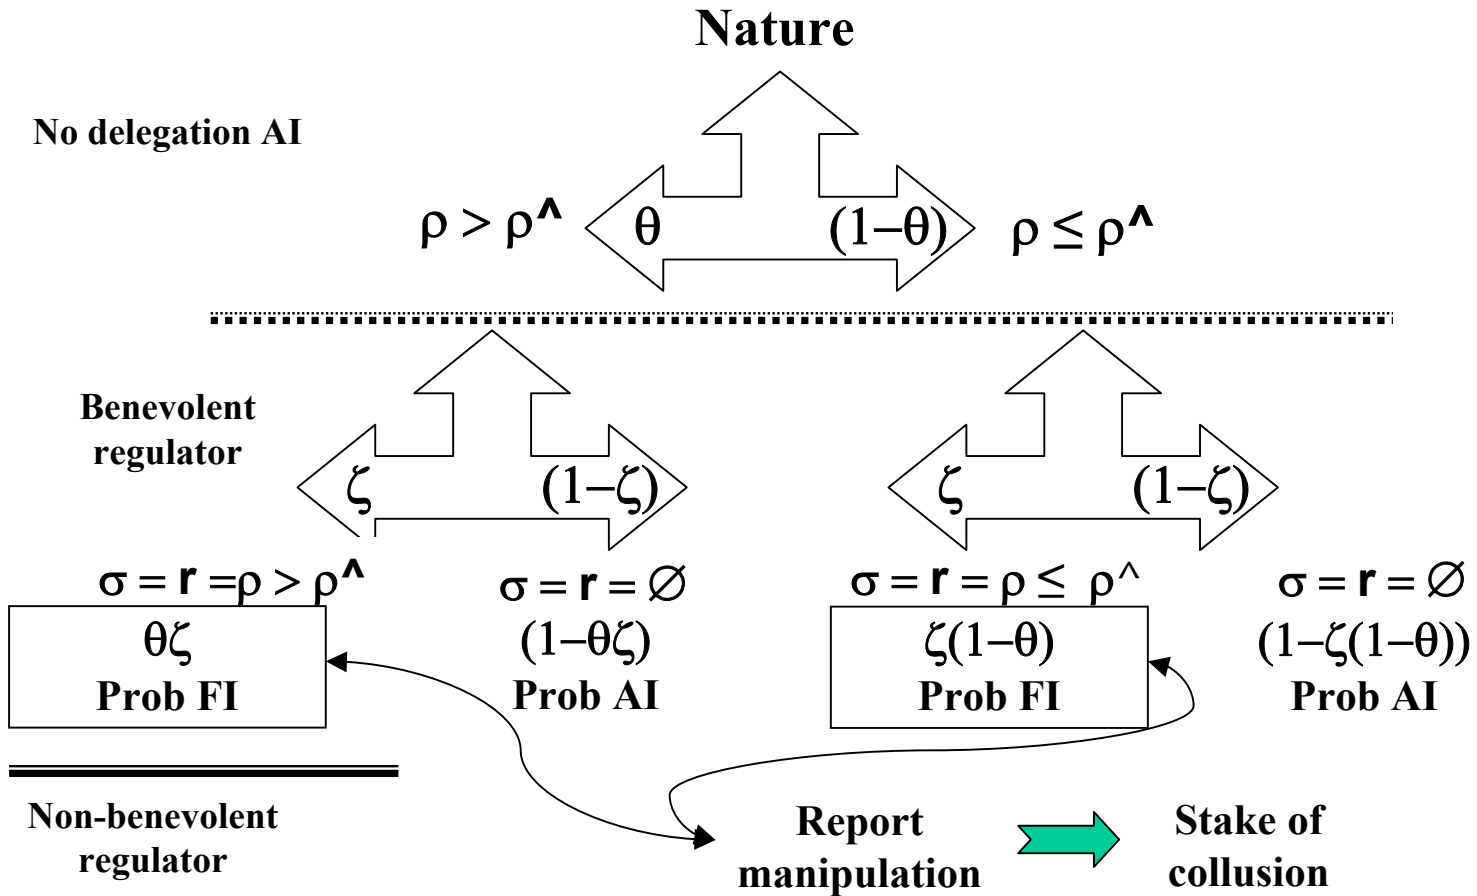 Nature
No delegation AI
ρ > ρ^ θ (1–θ) ρ ≤ ρ^
Benevolent
regulator
ζ (1–ζ) ζ (1–ζ)
σ = r =ρ > ρ^ σ = r = ∅ σ = r = ρ ≤ ρ^ σ = r = ∅
θζ (1–θζ) ζ(1–θ) (1–ζ(1–θ))
Prob FI Prob AI Prob FI Prob AI
Non-benevolent
regulator
Report
manipulation
Stake of
collusion